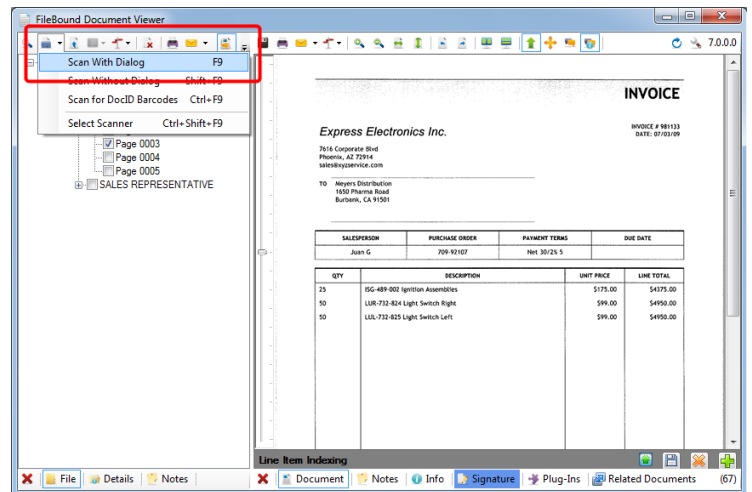 FileBound Document Viewer
7.0.0.0
Scan With Dialog F9
Scan Without Dialog Shift+F9
Scan for DocID Barcodes Ctrl+F9
Select Scanner Ctrl+Shift+F9
Page 0003
Page 0004
Page 0005
SALES REPRESENTATIVE
INVOICE
Express Electronics Inc.
INVOICE # 981133
DATE: 07/03/09
7616 Corporate Blvd
Phoenix, AZ 72914
sales@xyzservice.com
TO Meyers Distribution
1650 Pharma Road
Burbank, CA 91501
SALESPERSON PURCHASE ORDER PAYMENT TERMS DUE DATE
Juan G 709-92107 Net 30/2% 5
QTY DESCRIPTION UNIT PRICE LINE TOTAL
25 ISG-489-002 Ignition Assemblies $175.00 $4375.00
50 LUR-732-824 Light Switch Right $99.00 $4950.00
50 LUL-732-825 Light Switch Left $99.00 $4950.00
Line Item Indexing
File Details Notes
Document Notes Info Signature Plug-Ins Related Documents (67)